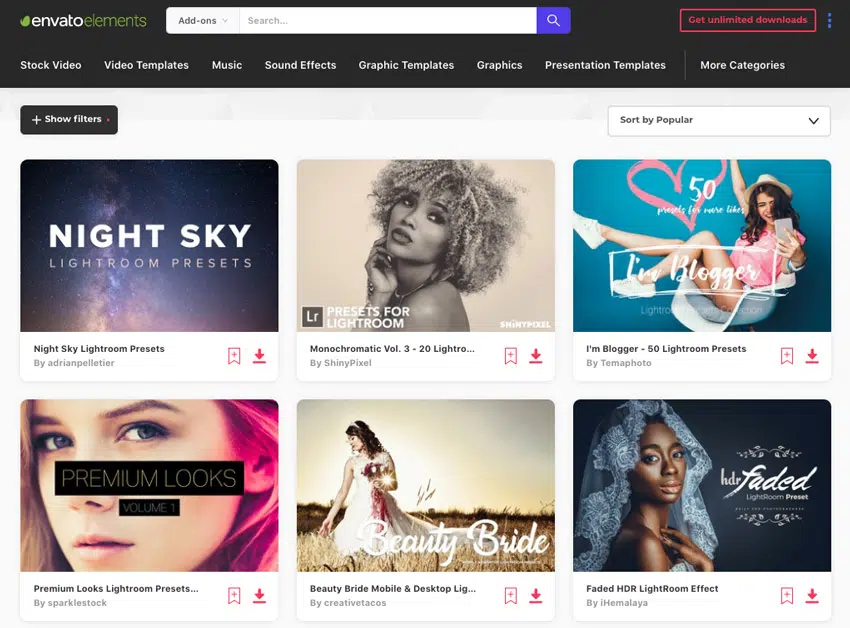 envatoelements
Add-ons
Search...
Get unlimited downloads
Stock Video
Video Templates
Music
Sound Effects
Graphic Templates
Graphics
Presentation Templates
More Categories
+ Show filters
Sort by Popular
NIGHT SKY
LIGHTROOM PRESETS
Night Sky Lightroom Presets
By adrianpelletier
Lr
PRESETS FOR
LIGHTROOM
SHINYPIXEL
Monochromatic Vol. 3 - 20 Lightro...
By ShinyPixel
50
presets for more likes
I'm Blogger
Lightroom
Collection
I'm Blogger - 50 Lightroom Presets
By Temaphoto
PREMIUM LOOKS
VOLUME 1
Premium Looks Lightroom Presets...
By sparklestock
Beauty Bride
Beauty Bride Mobile & Desktop Lig...
By creativetacos
hdr faded
LightRoom Preset
Faded HDR LightRoom Effect
By iHemalaya